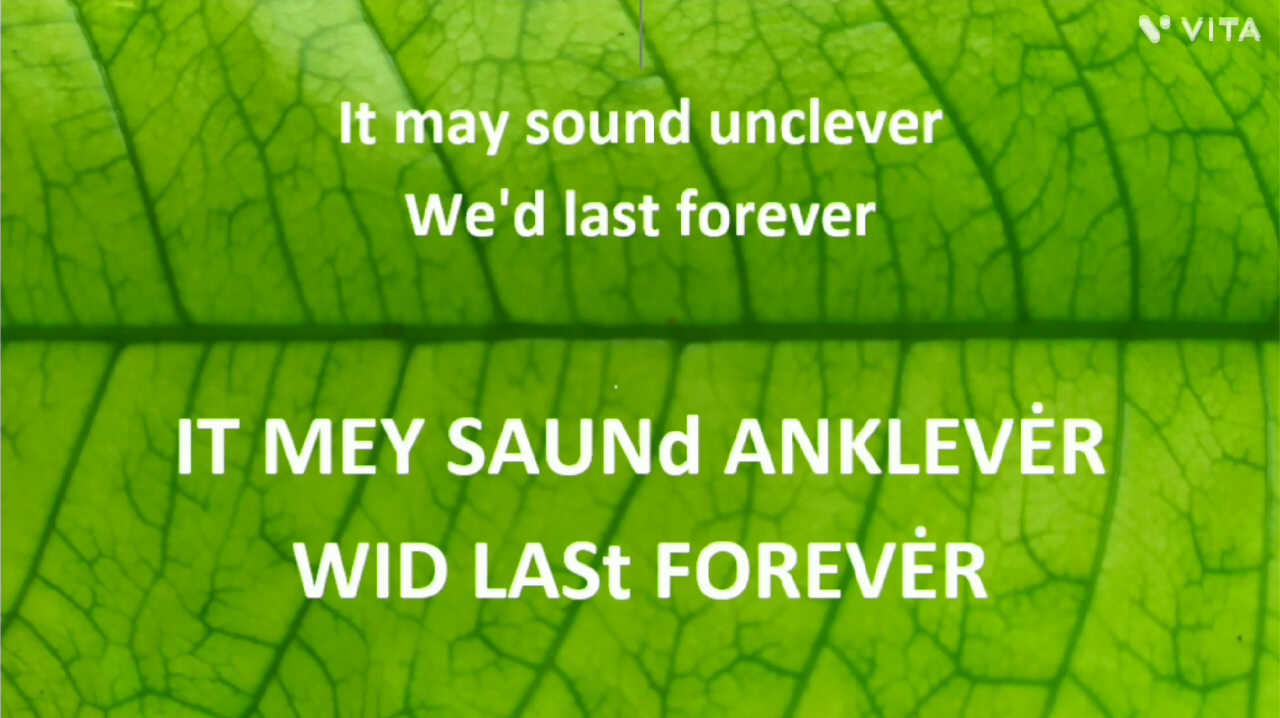 VITA
It may sound unclever
We'd last forever
IT MEY SAUNd ANKLEVĖR
WID LASt FOREVĖR